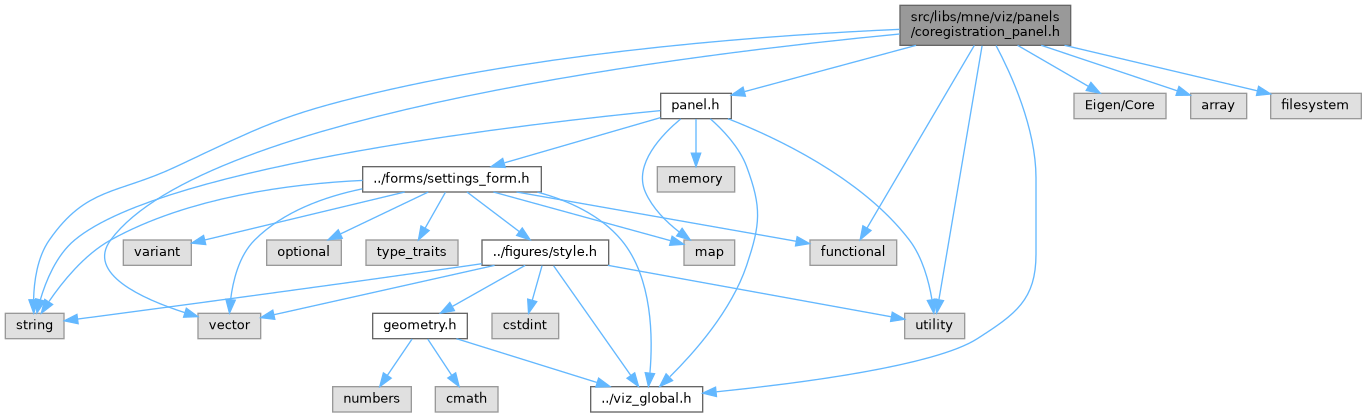 src/libs/mne/viz/panels
/coregistration_panel.h
panel.h
Eigen/Core
array
filesystem
../forms/settings_form.h
memory
variant
optional
type_traits
../figures/style.h
map
functional
string
vector
geometry.h
cstdint
utility
numbers
cmath
../viz_global.h